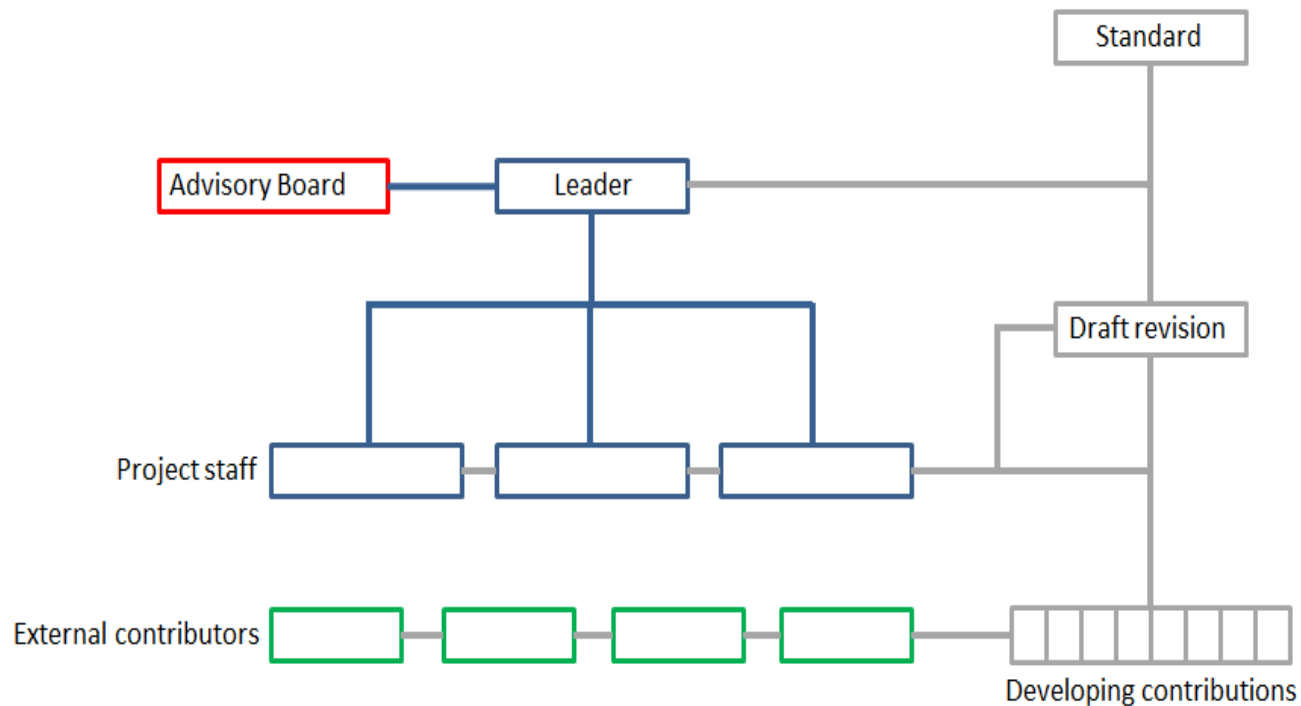 Standard
Advisory Board
Leader
Draft revision
Project staff
External contributors
Developing contributions